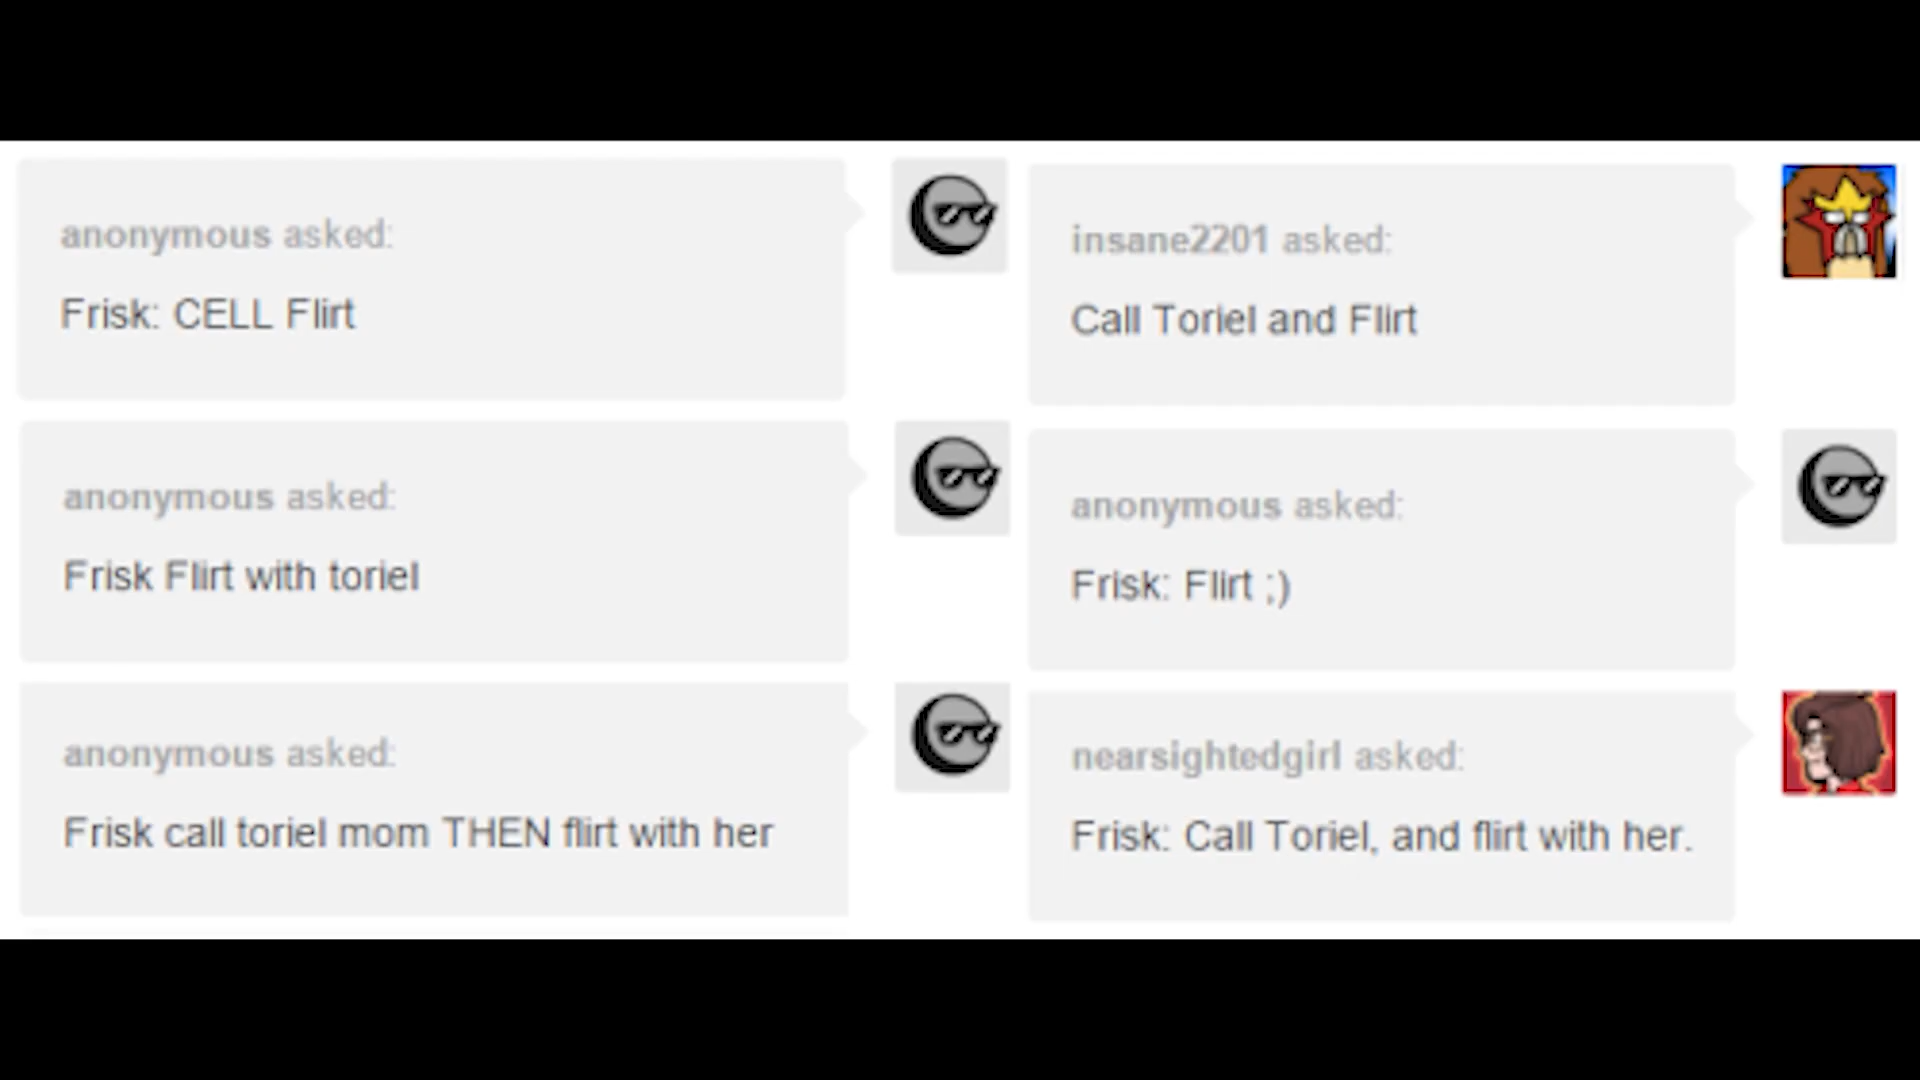 anonymous asked:
Frisk: CELL Flirt
anonymous asked:
Frisk Flirt with toriel
anonymous asked:
Frisk call toriel mom THEN flirt with her
insane2201 asked:
Call Toriel and Flirt
anonymous asked:
Frisk: Flirt ;)
nearsightedgirl asked:
Frisk: Call Toriel, and flirt with her.